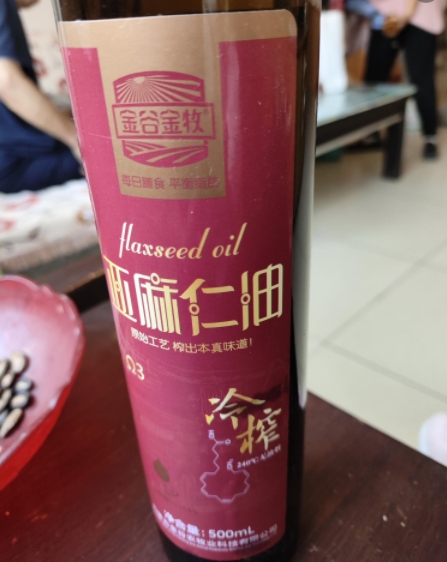 金谷金牧
每日膳食 平衡营养
flaxseed oil
亚麻仁油
原始工艺 榨出本真味道!
Ω3
冷
榨
净含量: 500mL